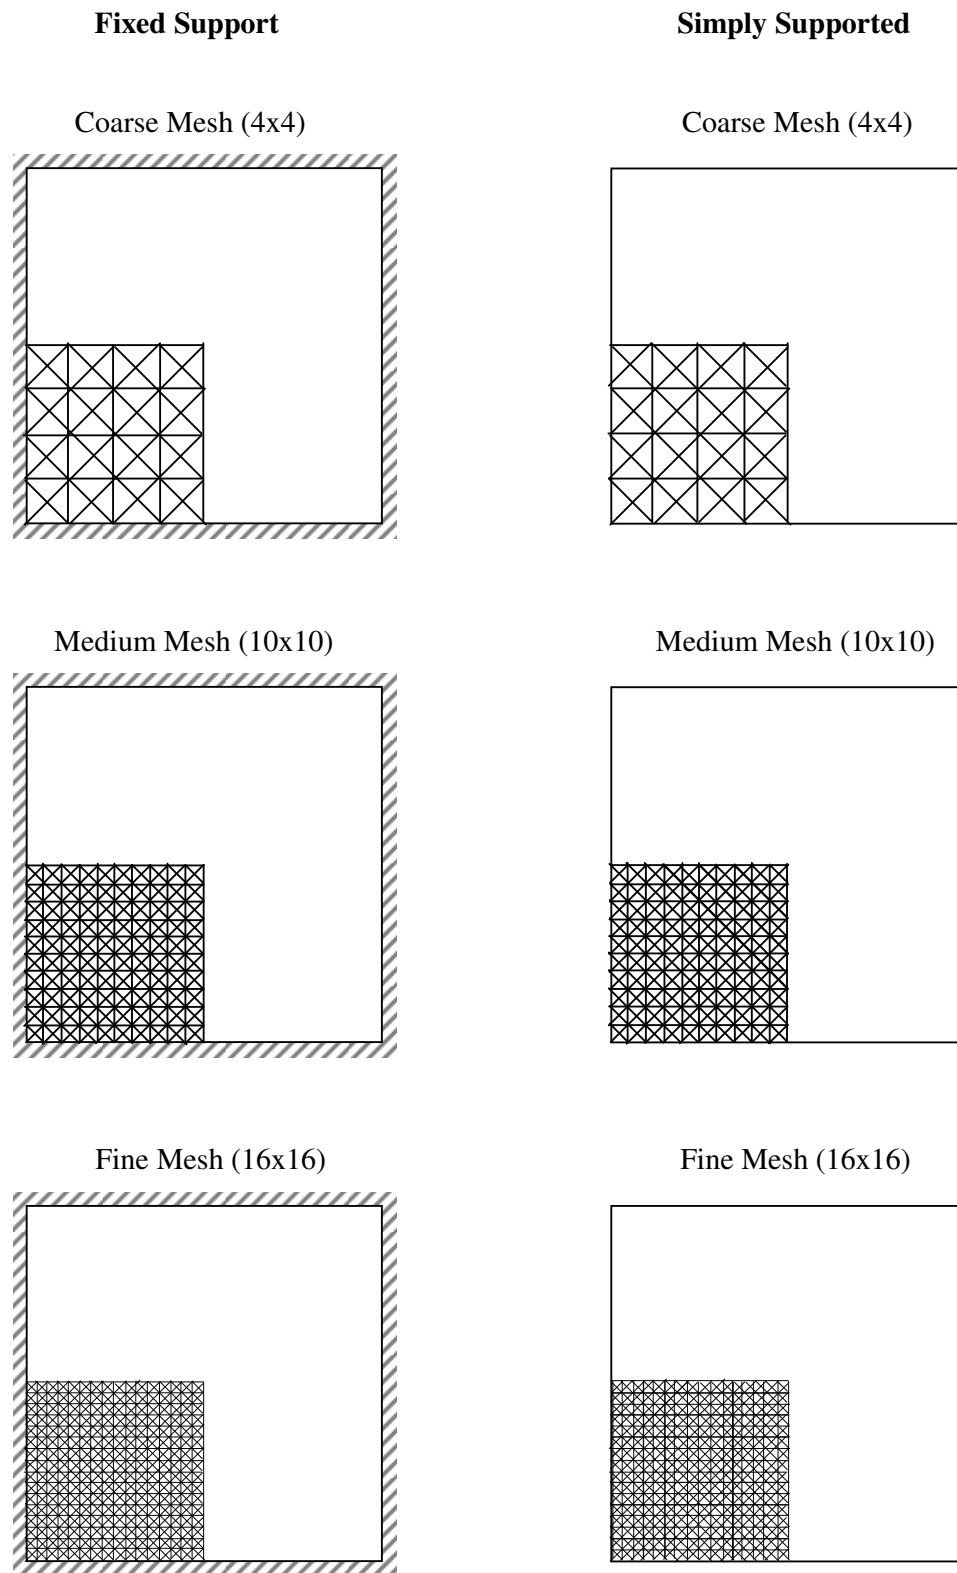 Fixed Support
Simply Supported
Coarse Mesh (4x4)
Coarse Mesh (4x4)
Medium Mesh (10x10)
Medium Mesh (10x10)
Fine Mesh (16x16)
Fine Mesh (16x16)